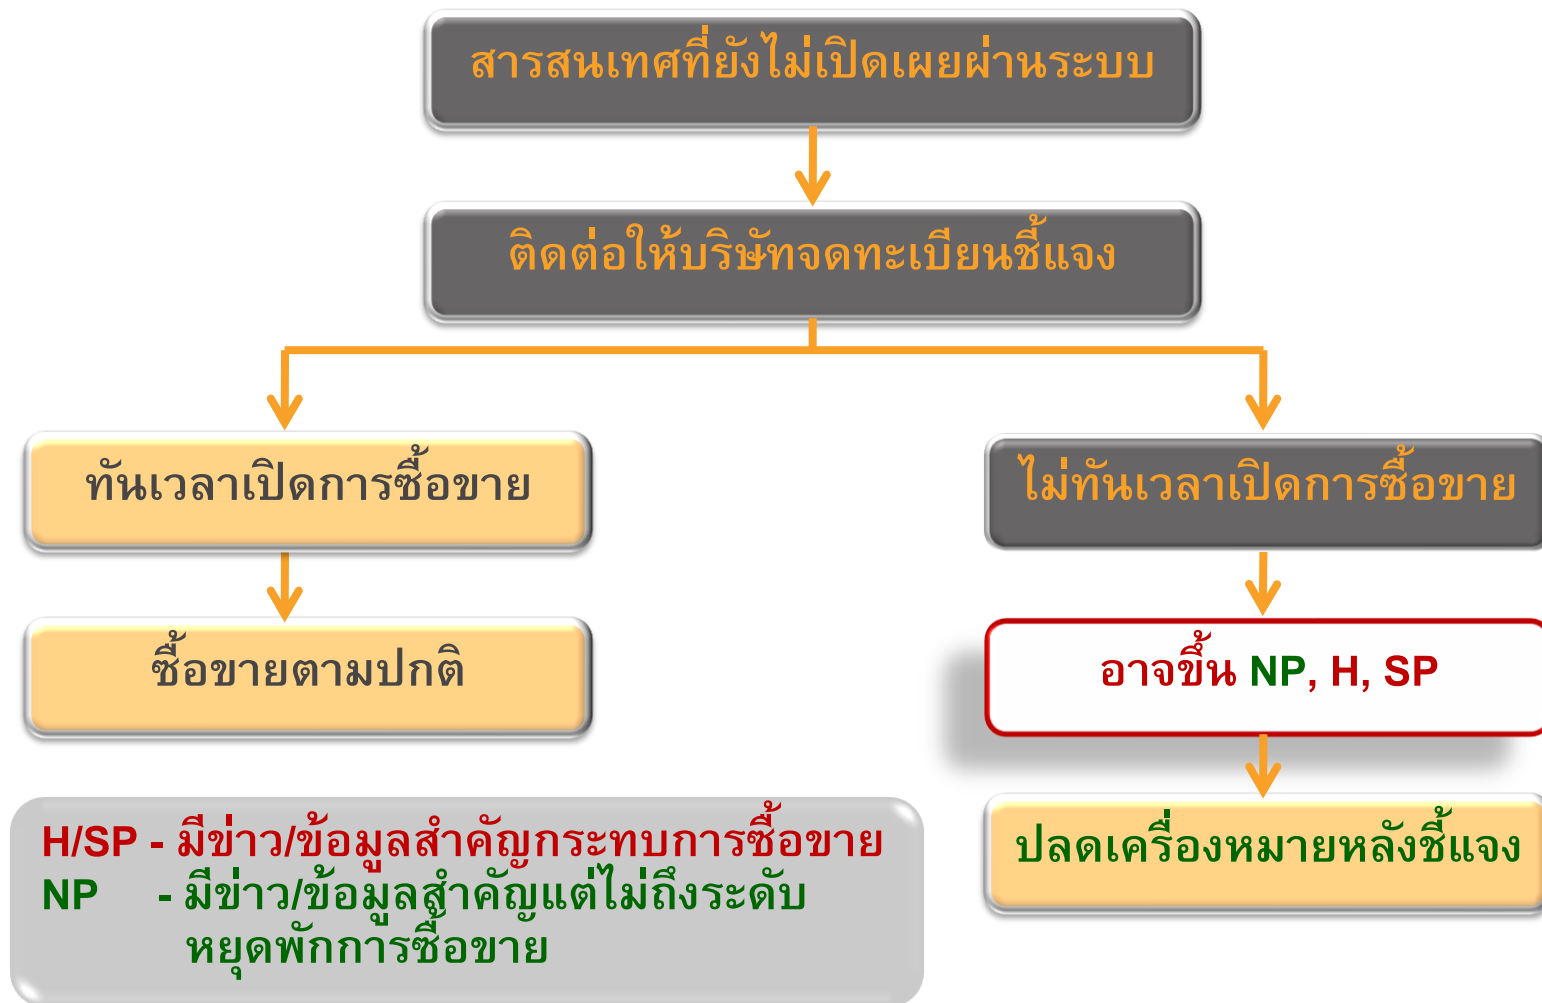 สารสนเทศที่ยังไม่เปิดเผยผ่านระบบ
ติดต่อให้บริษัทจดทะเบียนชี้แจง
ทันเวลาเปิดการซื้อขาย
ไม่ทันเวลาเปิดการซื้อขาย
ซื้อขายตามปกติ
อาจขึ้น NP, H, SP
ปลดเครื่องหมายหลังชี้แจง
H/SP - มีข่าว/ข้อมูลสำคัญกระทบการซื้อขาย
NP - มีข่าว/ข้อมูลสำคัญแต่ไม่ถึงระดับ
หยุดพักการซื้อขาย